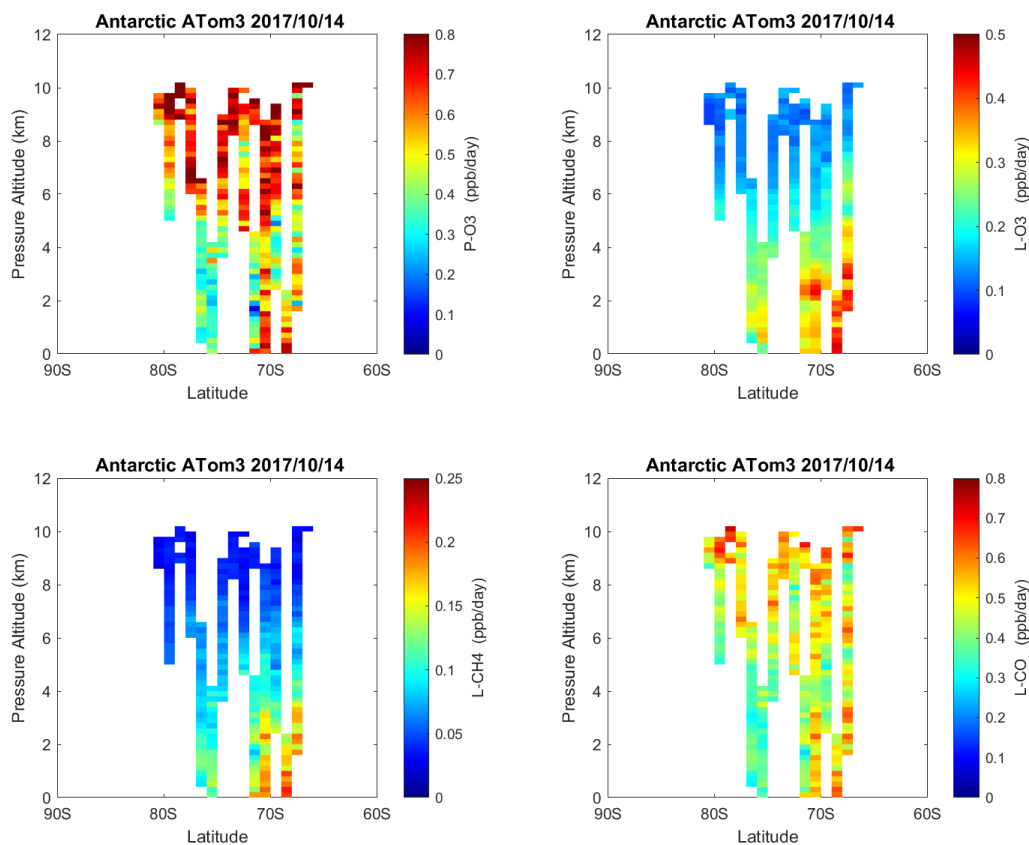 Antarctic ATom3 2017/10/14
12
10
8
6
4
2
0
Pressure Altitude (km)
90S 80S 70S 60S
Latitude
0.8
0.7
0.6
0.5
0.4
0.3
0.2
0.1
0
P-O3 (ppb/day)
Antarctic ATom3 2017/10/14
12
10
8
6
4
2
0
Pressure Altitude (km)
90S 80S 70S 60S
Latitude
0.5
0.4
0.3
0.2
0.1
0
L-O3 (ppb/day)
Antarctic ATom3 2017/10/14
12
10
8
6
4
2
0
Pressure Altitude (km)
90S 80S 70S 60S
Latitude
0.25
0.2
0.15
0.1
0.05
0
L-CH4 (ppb/day)
Antarctic ATom3 2017/10/14
12
10
8
6
4
2
0
Pressure Altitude (km)
90S 80S 70S 60S
Latitude
0.8
0.7
0.6
0.5
0.4
0.3
0.2
0.1
0
L-CO (ppb/day)